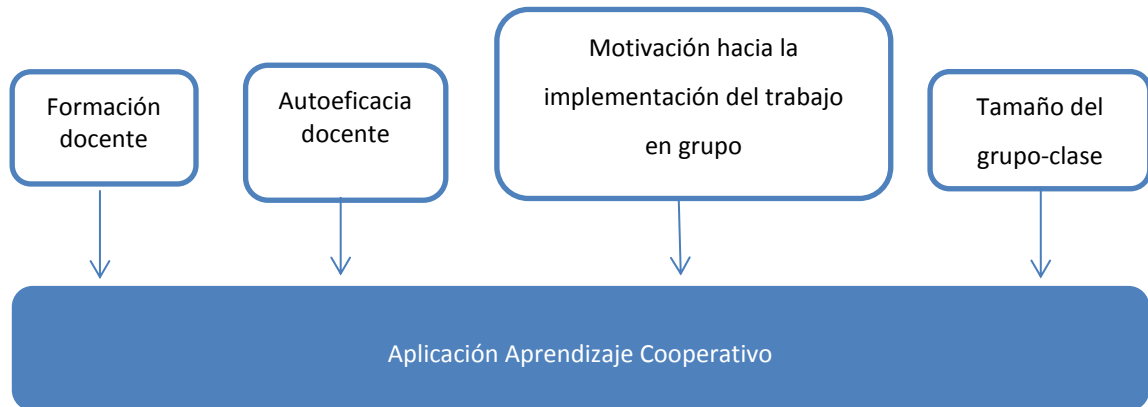 Formación
docente
Autoeficacia
docente
Motivación hacia la
implementación del trabajo
en grupo
Tamaño del
grupo-clase
Aplicación Aprendizaje Cooperativo